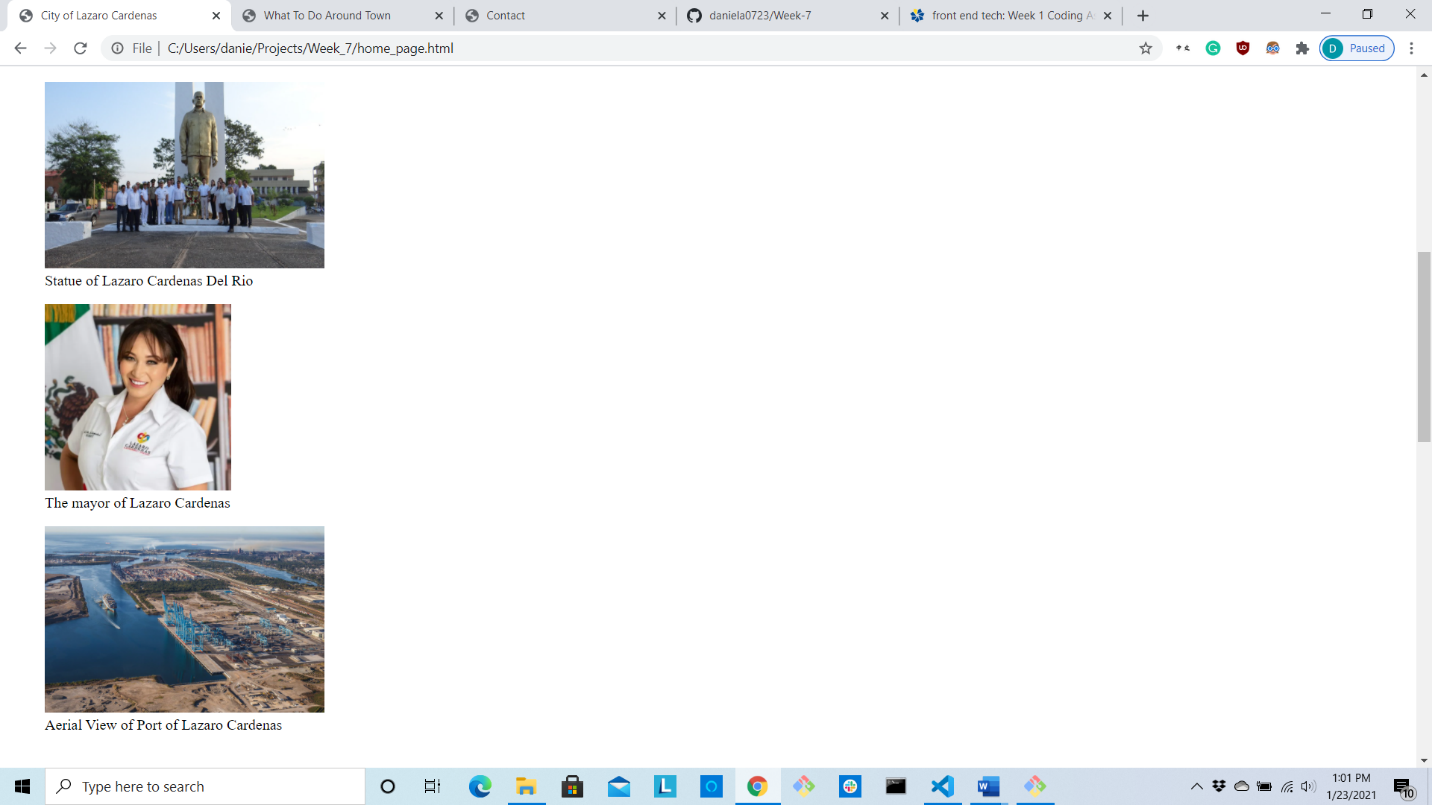 City of Lazaro Cardenas
What To Do Around Town
Contact
daniela0723/Week-7
front end tech: Week 1 Coding As
File
C:/Users/danie/Projects/Week_7/home_page.html
D
Paused
Statue of Lazaro Cardenas Del Rio
The mayor of Lazaro Cardenas
Aerial View of Port of Lazaro Cardenas
Type here to search
L
W
1:01 PM
1/23/2021
10